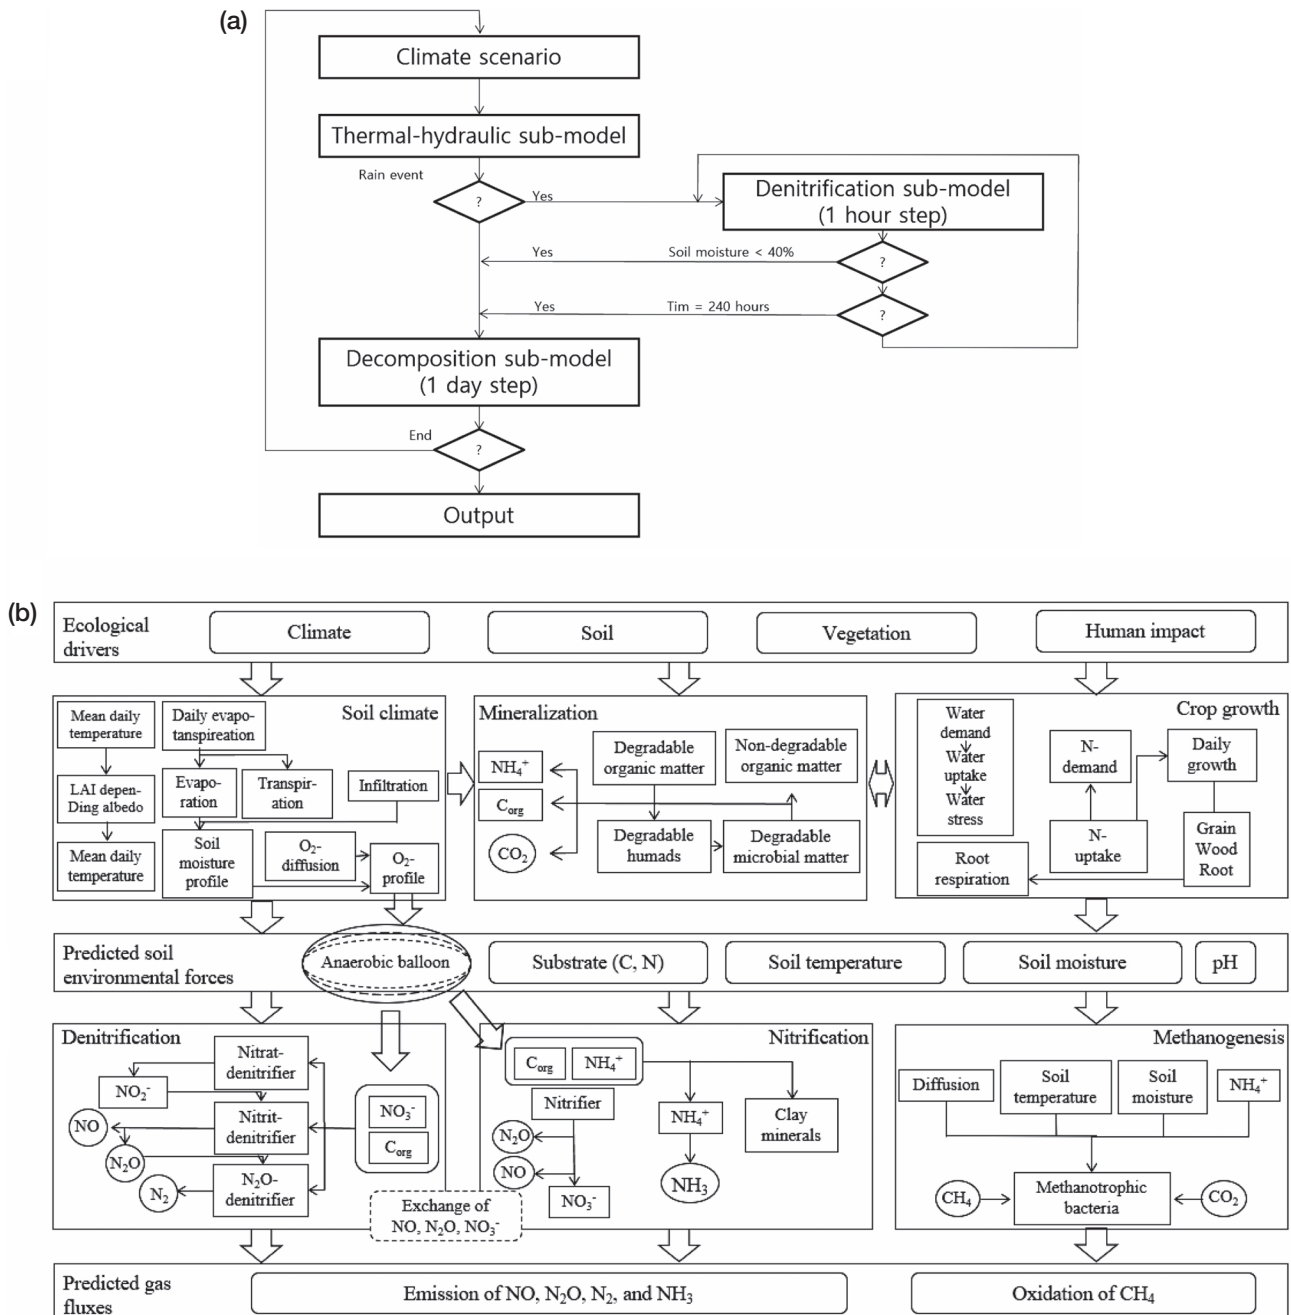 (a)
Climate scenario
Thermal-hydraulic sub-model
Rain event
?
Yes
Denitrification sub-model
(1 hour step)
Yes
Soil moisture < 40%
?
Yes
Tim = 240 hours
?
Decomposition sub-model
(1 day step)
End
?
Output
(b)
Ecological
drivers
Climate
Soil
Vegetation
Human impact
Soil climate
Mean daily
temperature
Daily evapo-
tanspireation
LAI depen-
Ding albedo
Evapo-
ration
Transpir-
ation
Infiltration
Mean daily
temperature
Soil
moisture
profile
O₂-
diffusion
O₂-
profile
Mineralization
NH₄⁺
Corg
CO₂
Degradable
organic matter
Non-degradable
organic matter
Degradable
humads
Degradable
microbial matter
Crop growth
Water
demand
Water
uptake
Water
stress
N-
demand
Daily
growth
N-
uptake
Grain
Wood
Root
Root
respiration
Predicted soil
environmental forces
Anaerobic balloon
Substrate (C, N)
Soil temperature
Soil moisture
pH
Denitrification
Nitrat-
denitrifier
NO₂⁻
Nitrit-
denitrifier
NO
N₂O
N₂O-
denitrifier
N₂
NO₃⁻
Corg
Exchange of
NO, N₂O, NO₃⁻
Nitrification
Corg
NH₄⁺
Nitrifier
N₂O
NO
NO₃⁻
NH₄⁺
NH₃
Clay
minerals
Methanogenesis
Diffusion
Soil
temperature
Soil
moisture
NH₄⁺
CH₄
Methanotrophic
bacteria
CO₂
Predicted gas
fluxes
Emission of NO, N₂O, N₂, and NH₃
Oxidation of CH₄